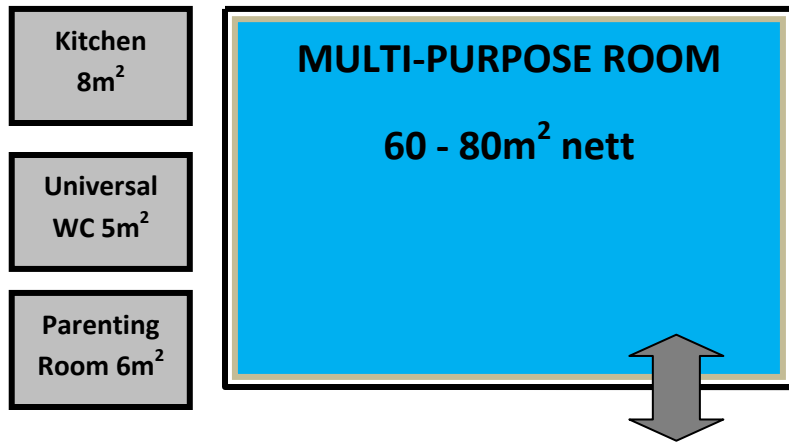 Kitchen
8m²
Universal
WC 5m²
Parenting
Room 6m²
MULTI-PURPOSE ROOM
60 - 80m² nett